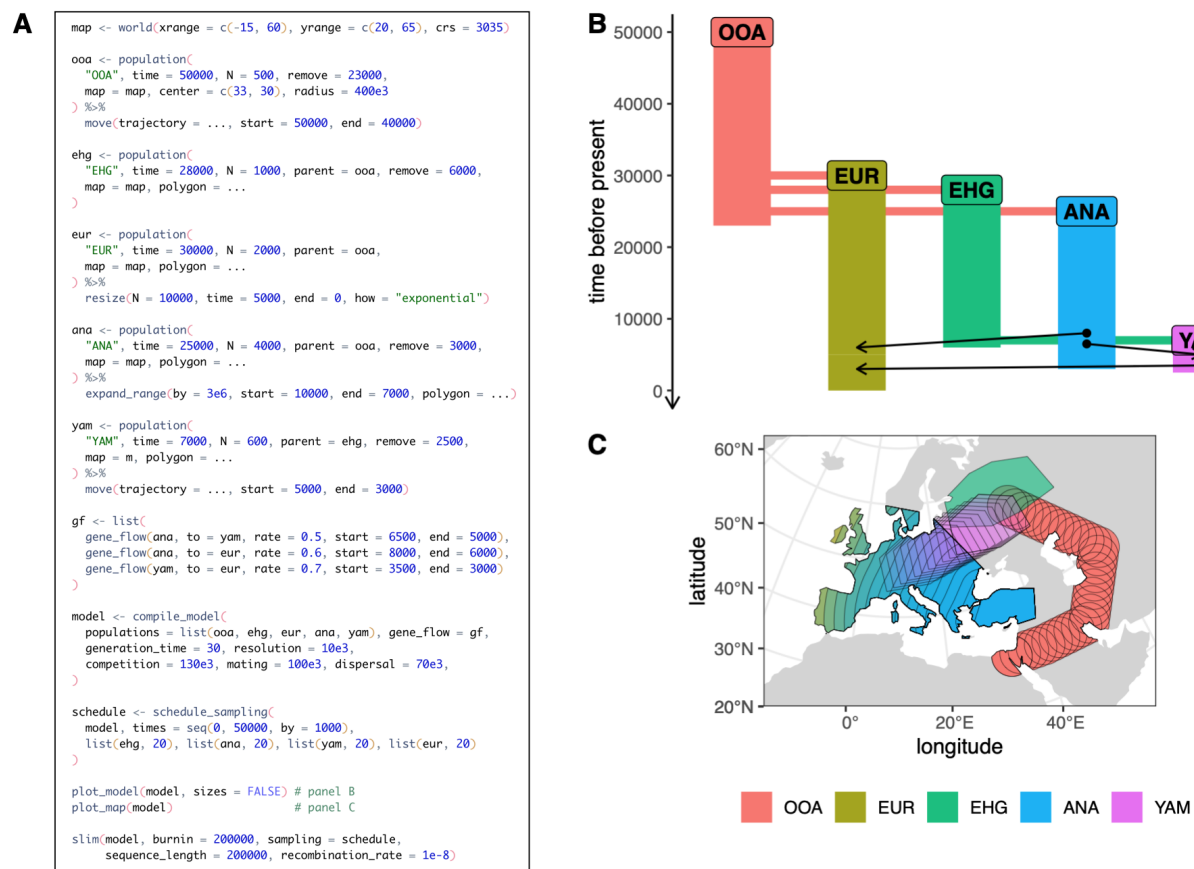 A
map <- world(xrange = c(-15, 60), yrange = c(20, 65), crs = 3035)
ooa <- population(
"OOA", time = 50000, N = 500, remove = 23000,
map = map, center = c(33, 30), radius = 400e3
) %>%
move(trajectory = ..., start = 50000, end = 40000)
ehg <- population(
"EHG", time = 28000, N = 1000, parent = ooa, remove = 6000,
map = map, polygon = ...
)
eur <- population(
"EUR", time = 30000, N = 2000, parent = ooa,
map = map, polygon = ...
) %>%
resize(N = 10000, time = 5000, end = 0, how = "exponential")
ana <- population(
"ANA", time = 25000, N = 4000, parent = ooa, remove = 3000,
map = map, polygon = ...
) %>%
expand_range(by = 3e6, start = 10000, end = 7000, polygon = ...)
yam <- population(
"YAM", time = 7000, N = 600, parent = ehg, remove = 2500,
map = m, polygon = ...
) %>%
move(trajectory = ..., start = 5000, end = 3000)
gf <- list(
gene_flow(ana, to = yam, rate = 0.5, start = 6500, end = 5000),
gene_flow(ana, to = eur, rate = 0.6, start = 8000, end = 6000),
gene_flow(yam, to = eur, rate = 0.7, start = 3500, end = 3000)
)
model <- compile_model(
populations = list(ooa, ehg, eur, ana, yam), gene_flow = gf,
generation_time = 30, resolution = 10e3,
competition = 130e3, mating = 100e3, dispersal = 70e3,
)
schedule <- schedule_sampling(
model, times = seq(0, 50000, by = 1000),
list(ehg, 20), list(ana, 20), list(yam, 20), list(eur, 20)
)
plot_model(model, sizes = FALSE) # panel B
plot_map(model) # panel C
slim(model, burnin = 200000, sampling = schedule,
sequence_length = 200000, recombination_rate = 1e-8)
B
time before present
50000
40000
30000
20000
10000
0
OOA
EUR
EHG
ANA
C
latitude
60°N
50°N
40°N
30°N
20°N
0° 20°E 40°E
longitude
OOA EUR EHG ANA YAM